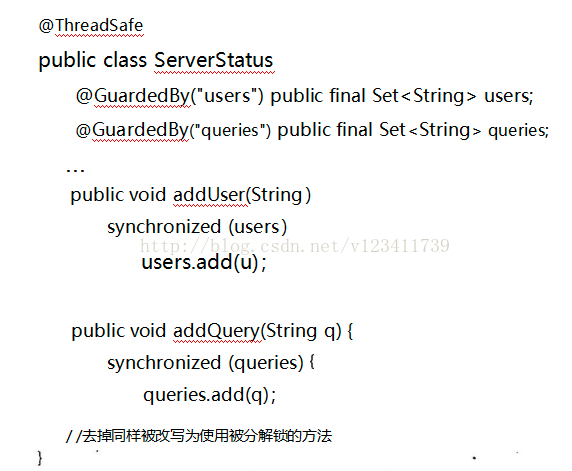 @ThreadSafe
public class ServerStatus
@GuardedBy("users") public final Set<String> users;
@GuardedBy("queries") public final Set<String> queries;
...
public void addUser(String)
synchronized (users)
http://blog.csdn.net/v123411739
users.add(u);
public void addQuery(String q) {
synchronized (queries) {
queries.add(q);
//去掉同样被改写为使用被分解锁的方法
}